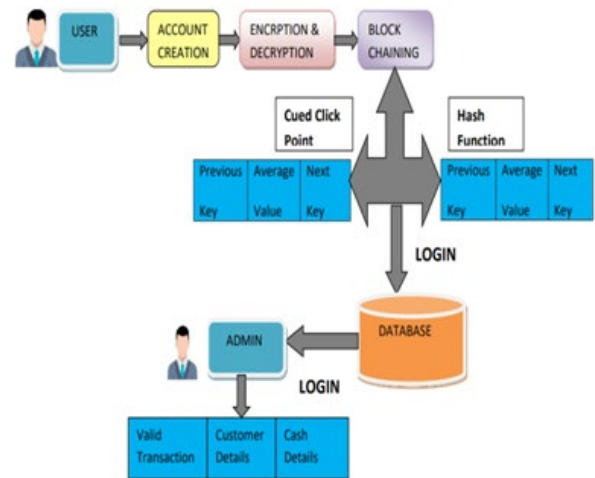 USER
ACCOUNT
CREATION
ENCRPTION &
DECRYPTION
BLOCK
CHAINING
Cued Click
Point
Hash
Function
Previous
Key
Average
Value
Next
Key
Previous
Key
Average
Value
Next
Key
LOGIN
DATABASE
ADMIN
LOGIN
Valid
Transaction
Customer
Details
Cash
Details